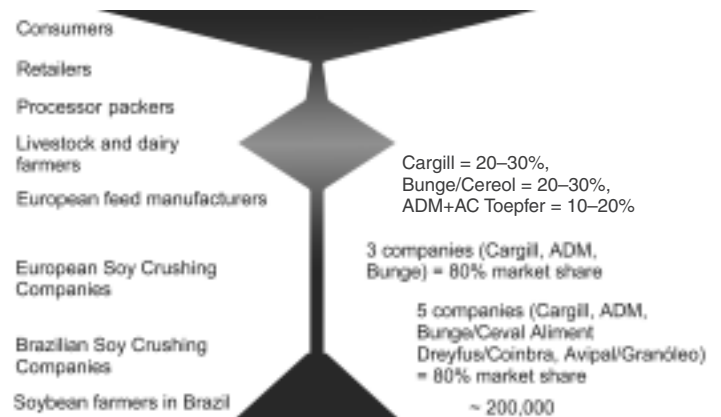 Consumers
Retailers
Processor packers
Livestock and dairy
farmers
Cargill = 20–30%,
Bunge/Cereol = 20–30%,
ADM+AC Toepfer = 10–20%
European feed manufacturers
3 companies (Cargill, ADM,
Bunge) = 80% market share
European Soy Crushing
Companies
5 companies (Cargill, ADM,
Bunge/Ceval Aliment
Dreyfus/Coinbra, Avipal/Granóleo)
= 80% market share
Brazilian Soy Crushing
Companies
Soybean farmers in Brazil
~ 200,000